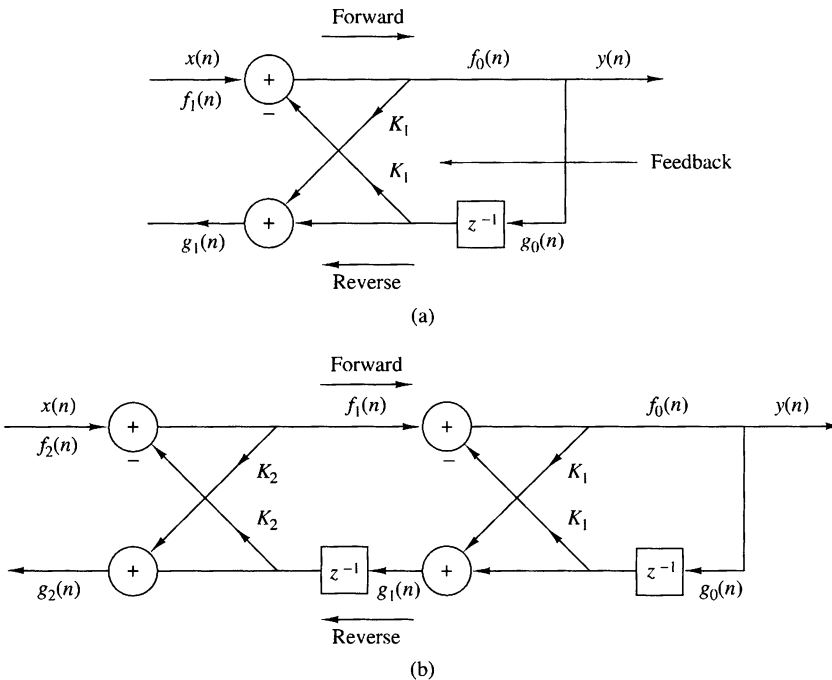 Forward
x(n) f₀(n) y(n)
+
f₁(n)
−
K₁
K₁
Feedback
+
z⁻¹
g₁(n) g₀(n)
Reverse
(a)
Forward
x(n) f₁(n) f₀(n) y(n)
+ +
f₂(n)
− −
K₂ K₁
K₂ K₁
+ z⁻¹ + z⁻¹
g₂(n) g₁(n) g₀(n)
Reverse
(b)